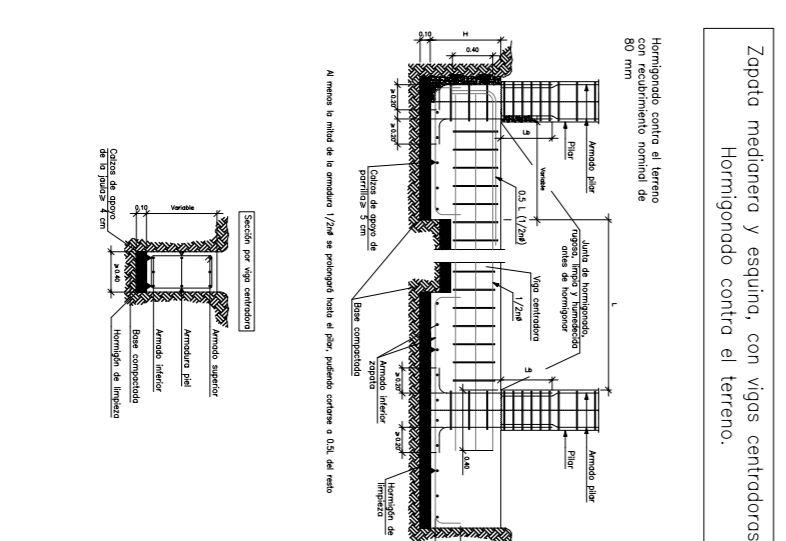 Zapata medianera y esquina, con vigas centradoras
Hormigonado contra el terreno.
Hormigonado contra el terreno
con recubrimiento nominal de
80 mm
Armado pilar
Pilar
Lb
Variable
Junta de hormigonado,
rugosa, limpia y humedecida
antes de hormigonar
L
Lb
Armado pilar
Pilar
0.10
H
0.40
0.5 L (1/2nø)
Viga centradora
1/2nø
0.40
≥0.20
≥0.20
Calzos de apoyo de
parrilla≥ 5 cm
Base compactada
Armado inferior
zapata
≥0.20
≥0.20
Hormigón de
limpieza
Al menos la mitad de la armadura 1/2nø se prolongará hasta el pilar, pudiendo cortarse a 0.5L del resto
Sección por viga centradora
0.10
Variable
≥0.40
Armado superior
Armadura piel
Armado inferior
Base compactada
Hormigón de limpieza
Calzos de apoyo
de la jaula≥ 4 cm